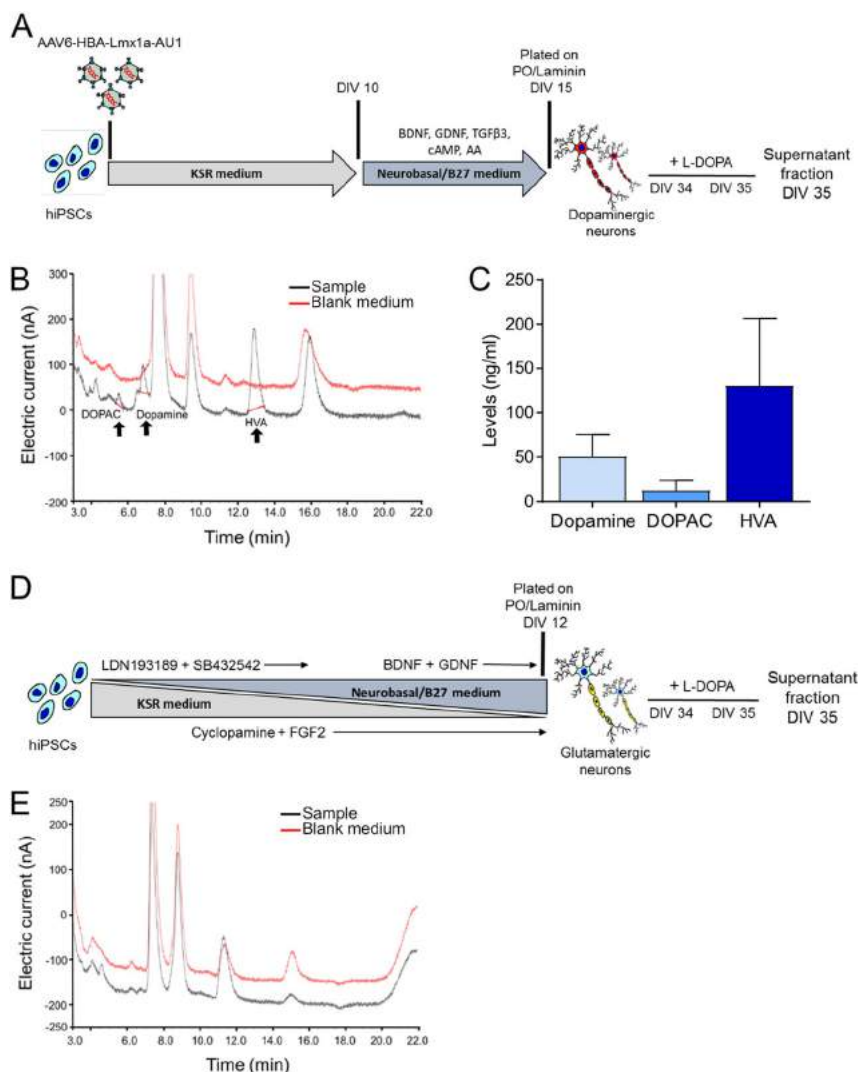 A
AAV6-HBA-Lmx1a-AU1
hiPSCs
KSR medium
DIV 10
BDNF, GDNF, TGFβ3,
cAMP, AA
Neurobasal/B27 medium
Plated on
PO/Laminin
DIV 15
Dopaminergic
neurons
+ L-DOPA
DIV 34 DIV 35
Supernatant
fraction
DIV 35
B
Electric current (nA)
300
200
100
0
-100
-200
Sample
Blank medium
DOPAC
Dopamine
HVA
3.0 6.0 8.0 10.0 12.0 14.0 16.0 18.0 22.0
Time (min)
C
Levels (ng/ml)
250
200
150
100
50
0
Dopamine DOPAC HVA
D
hiPSCs
LDN193189 + SB432542
BDNF + GDNF
Neurobasal/B27 medium
KSR medium
Cyclopamine + FGF2
Plated on
PO/Laminin
DIV 12
Glutamatergic
neurons
+ L-DOPA
DIV 34 DIV 35
Supernatant
fraction
DIV 35
E
Electric current (nA)
250
200
100
0
-100
-200
-250
Sample
Blank medium
3.0 6.0 8.0 10.0 12.0 14.0 16.0 18.0 22.0
Time (min)